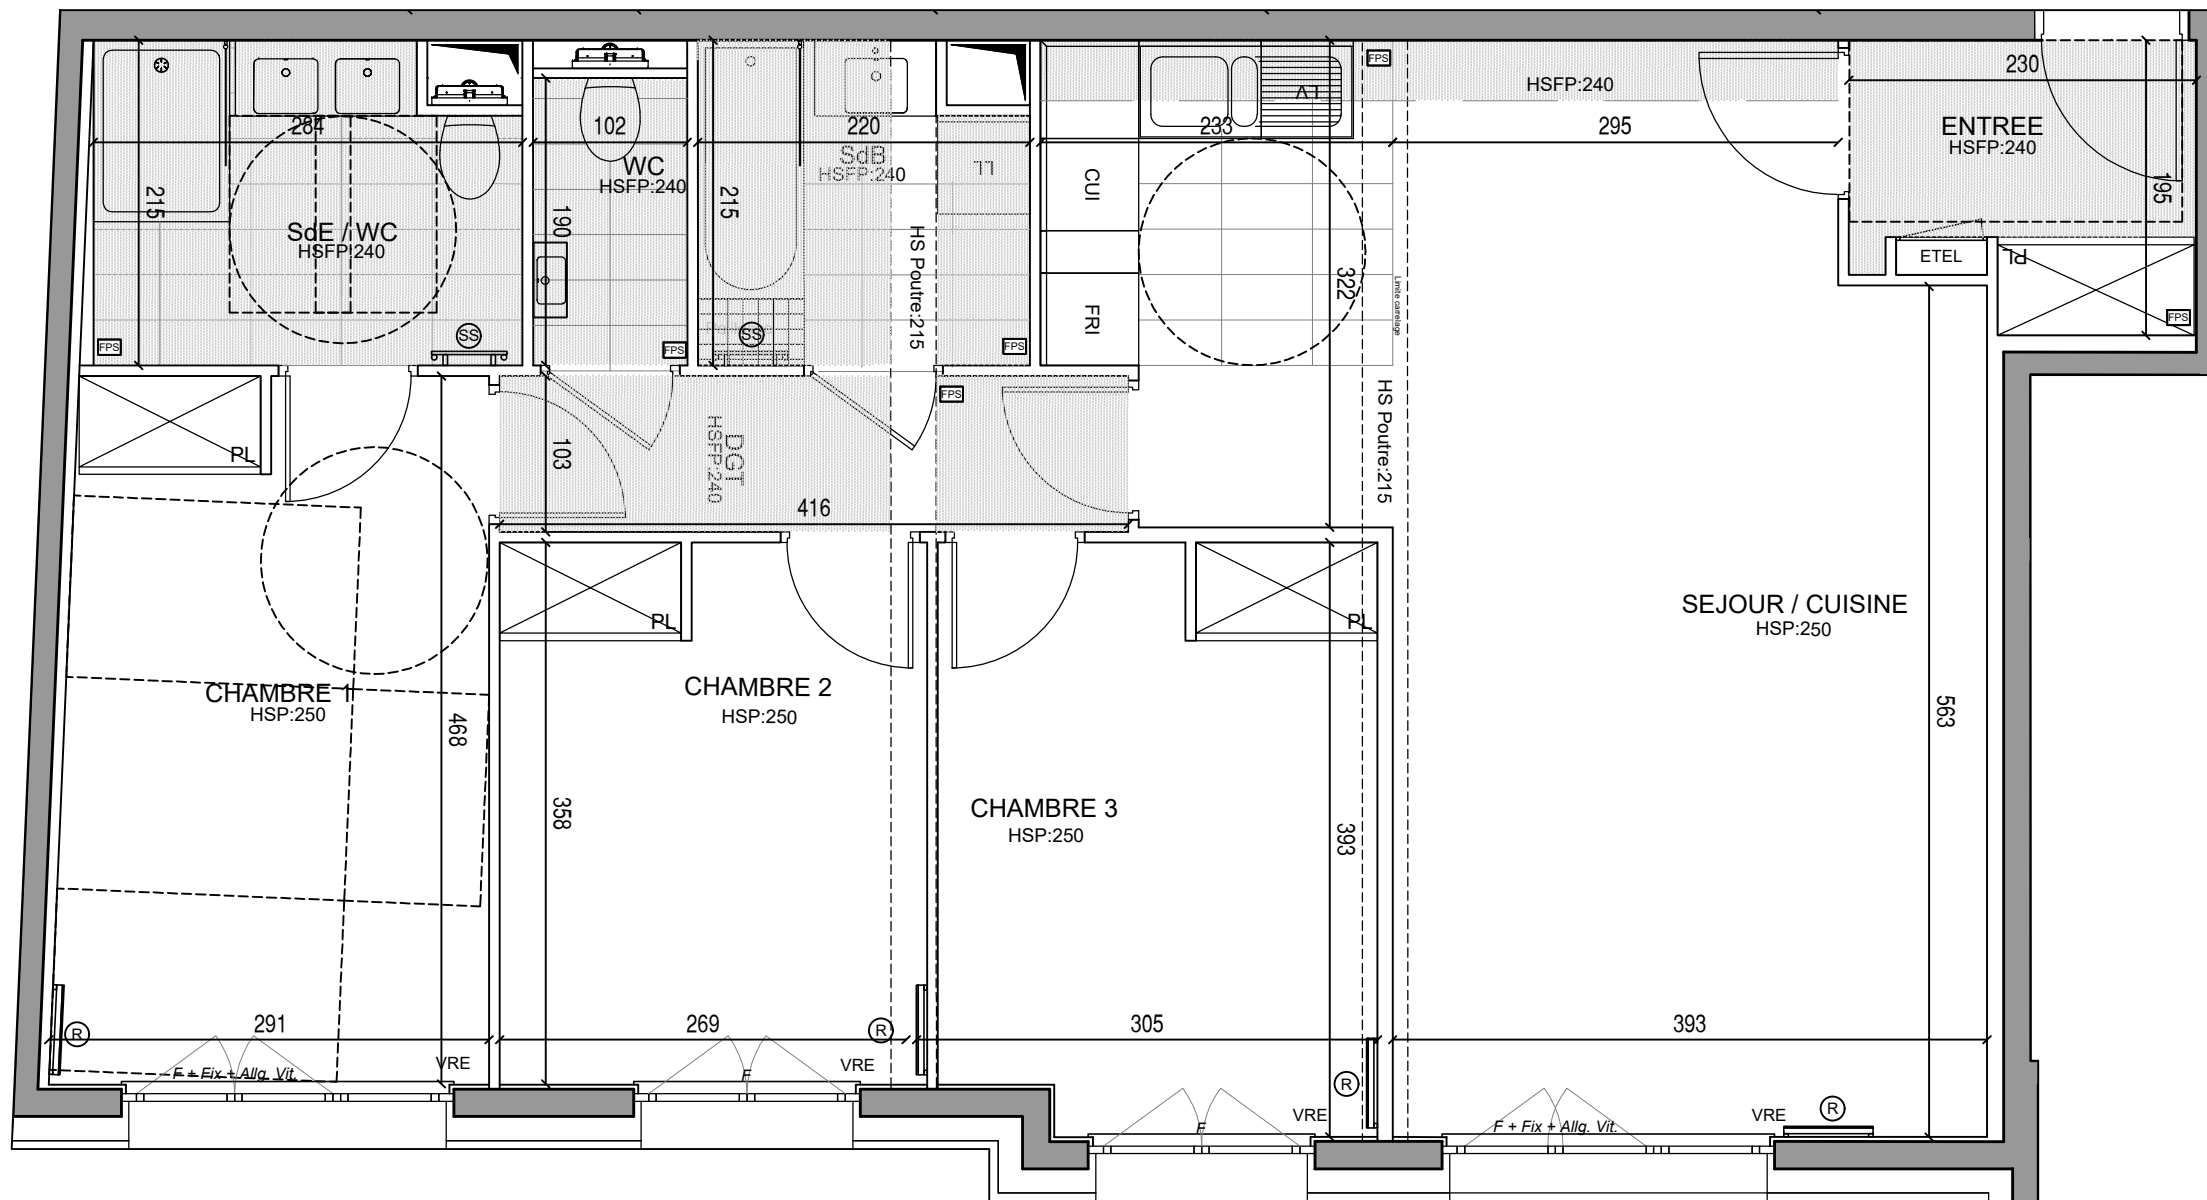 FPS
HSFP:240
230
284
102
220
233
295
ENTREE
HSFP:240
LV
215
WC
HSFP:240
190
215
SdB
HSFP:240
LL
CUI
195
SdE / WC
HSFP:240
HS Poutre:215
322
Limite carrelage
ETEL
PL
FPS
FRI
SS
SS
FPS
FPS
FPS
FPS
HS Poutre:215
PL
103
DGT
HSFP:240
416
PL
PL
SEJOUR / CUISINE
HSP:250
CHAMBRE 1
HSP:250
468
CHAMBRE 2
HSP:250
563
358
CHAMBRE 3
HSP:250
393
291
269
305
393
R
R
R
R
VRE
VRE
VRE
VRE
F + Fix + Allg. Vit.
F
F
F + Fix + Allg. Vit.